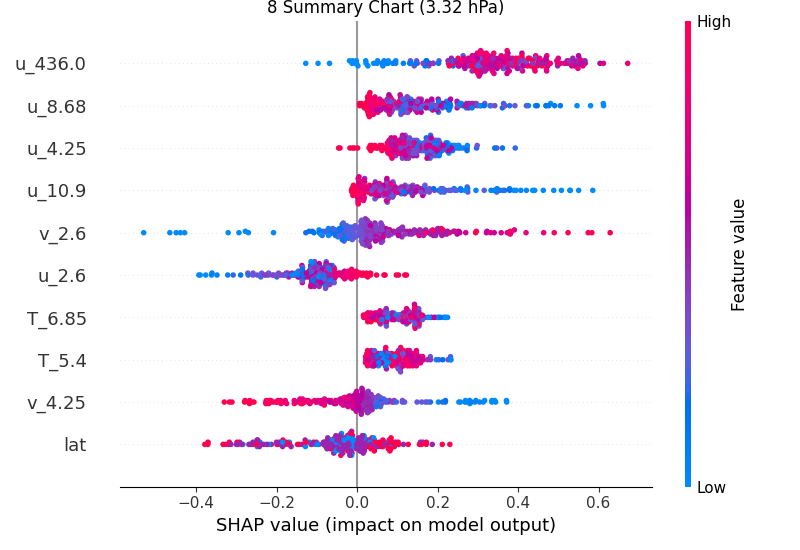 8 Summary Chart (3.32 hPa)
High
u_436.0
u_8.68
u_4.25
u_10.9
v_2.6
u_2.6
T_6.85
T_5.4
v_4.25
lat
Feature value
Low
−0.4 −0.2 0.0 0.2 0.4 0.6
SHAP value (impact on model output)